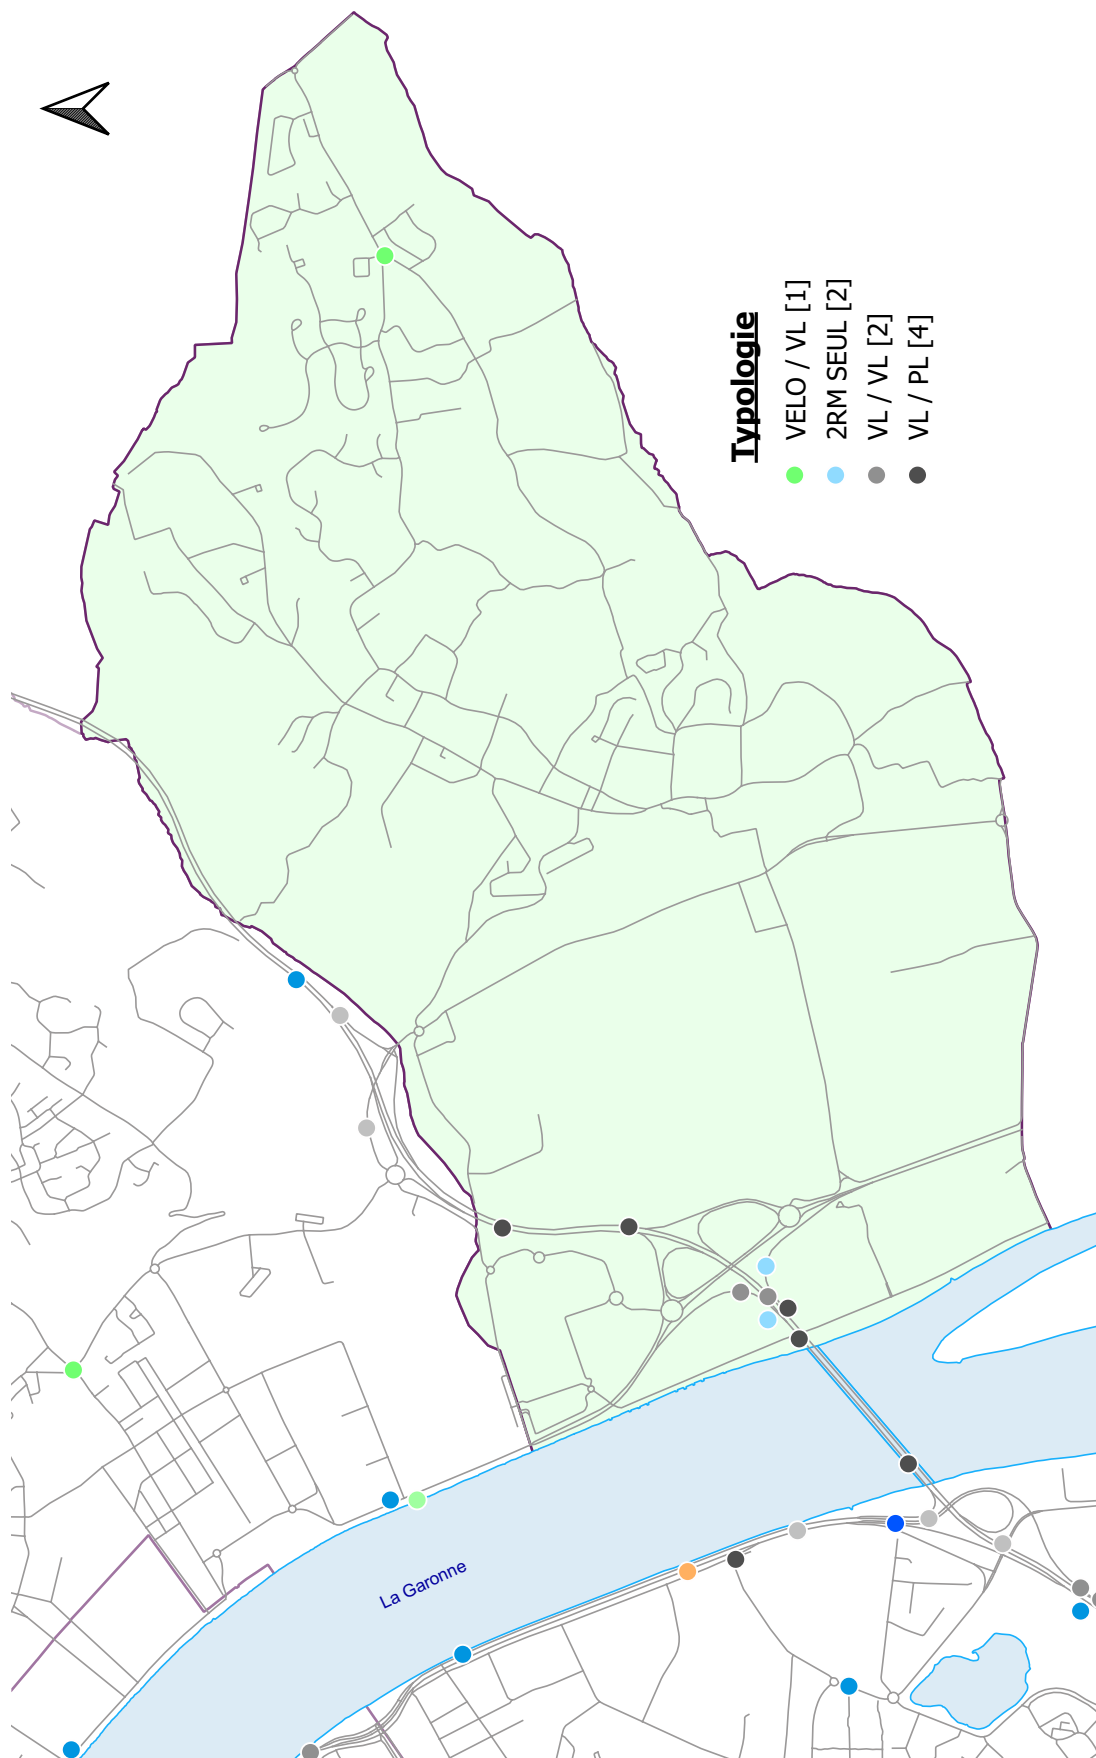 Typologie
VELO / VL [1]
2RM SEUL [2]
VL / VL [2]
VL / PL [4]
La Garonne